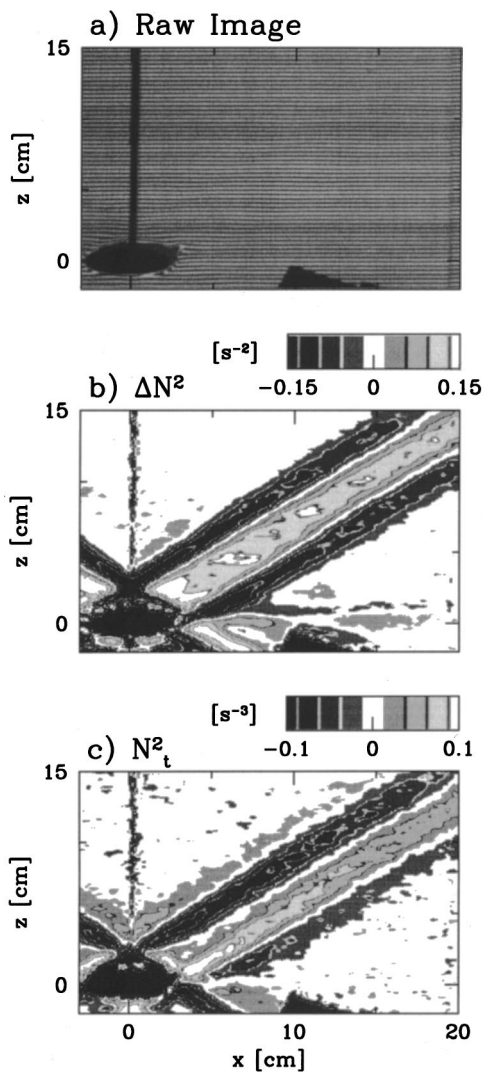 a) Raw Image
15
z [cm]
0
[s⁻²]
−0.15 0 0.15
b) ΔN²
15
z [cm]
0
[s⁻³]
−0.1 0 0.1
c) N²ₜ
15
z [cm]
0
0 10 20
x [cm]